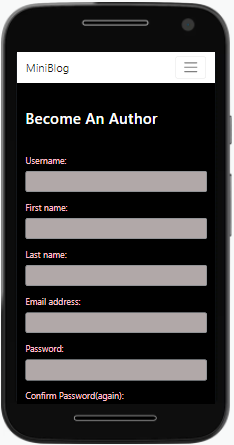 MiniBlog
Become An Author
Username:
First name:
Last name:
Email address:
Password:
Confirm Password(again):